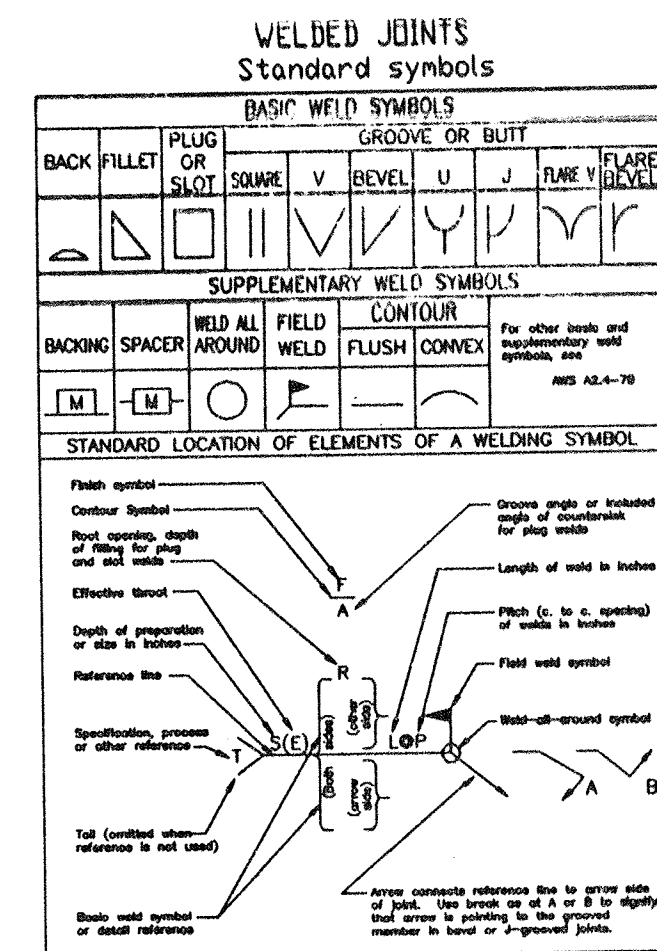 WELDED JOINTS
Standard symbols
BASIC WELD SYMBOLS
BACK
FILLET
PLUG
OR
SLOT
GROOVE OR BUTT
SQUARE
V
BEVEL
U
J
FLARE V
FLARE
BEVEL
SUPPLEMENTARY WELD SYMBOLS
BACKING
SPACER
WELD ALL
AROUND
FIELD
WELD
CONTOUR
FLUSH
CONVEX
For other basic and
supplementary weld
symbols, see
AWS A2.4-79
M
M
STANDARD LOCATION OF ELEMENTS OF A WELDING SYMBOL
Finish symbol
Contour Symbol
Root opening, depth
of filling for plug
and slot welds
Effective throat
Depth of preparation
or size in inches
Reference line
Specification, process
or other reference
Tail (omitted when
reference is not used)
Basic weld symbol
or detail reference
F
A
R
S(E)
T
(Both
sides)
(other
side)
(arrow
side)
L@P
Groove angle or included
angle of countersink
for plug welds
Length of weld in inches
Pitch (c. to c. spacing)
of welds in inches
Field weld symbol
Weld-all-around symbol
A
B
Arrow connects reference line to arrow side
of joint. Use break as at A or B to signify
that arrow is pointing to the grooved
member in bevel or J-grooved joints.